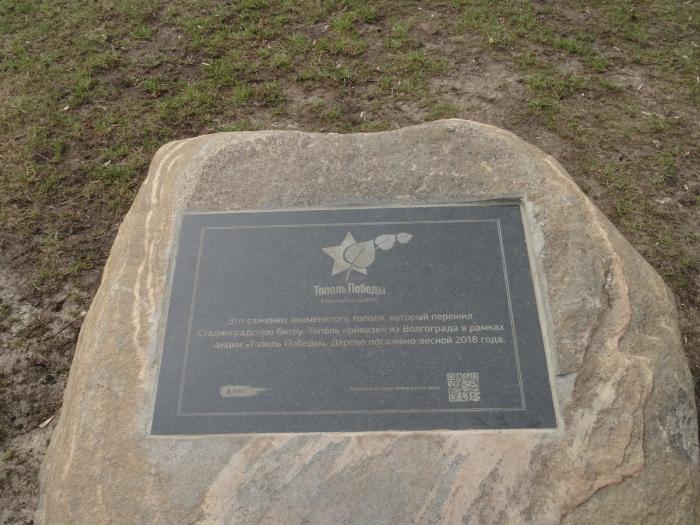 Тополь Победы
Это саженец знаменитого тополя, который пережил
Сталинградскую битву. Тополь привезен из Волгограда в рамках
акции «Тополь Победы». Дерево посажено весной 2018 года.